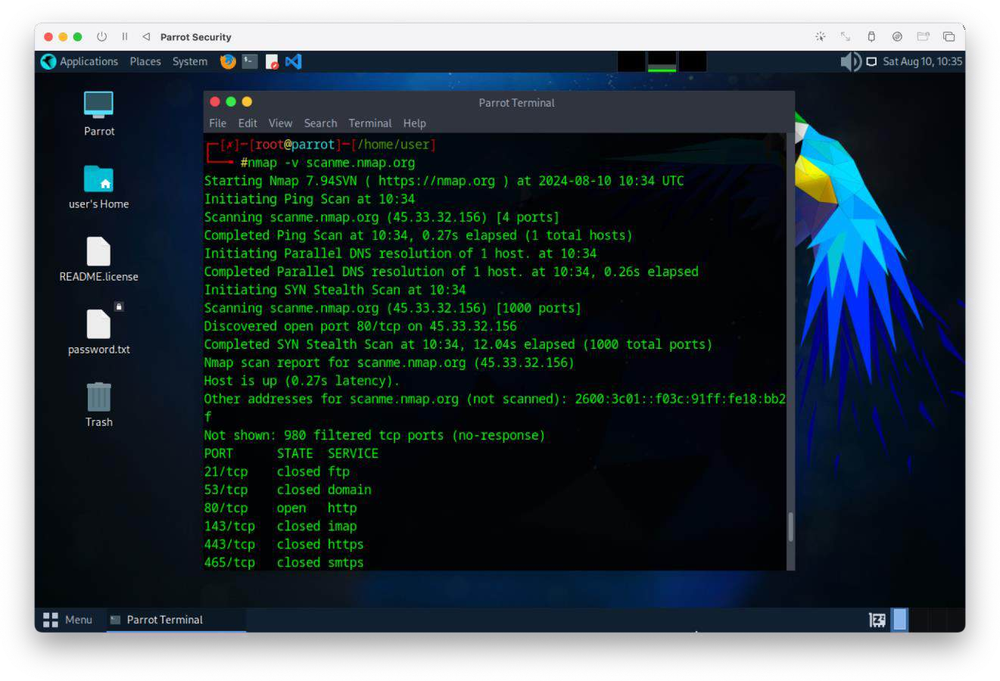 Parrot Security
Applications Places System
Sat Aug 10, 10:35
Parrot
user's Home
README.license
password.txt
Trash
Parrot Terminal
File Edit View Search Terminal Help
┌─[✗]─[root@parrot]─[/home/user]
└──╼ #nmap -v scanme.nmap.org
Starting Nmap 7.94SVN ( https://nmap.org ) at 2024-08-10 10:34 UTC
Initiating Ping Scan at 10:34
Scanning scanme.nmap.org (45.33.32.156) [4 ports]
Completed Ping Scan at 10:34, 0.27s elapsed (1 total hosts)
Initiating Parallel DNS resolution of 1 host. at 10:34
Completed Parallel DNS resolution of 1 host. at 10:34, 0.26s elapsed
Initiating SYN Stealth Scan at 10:34
Scanning scanme.nmap.org (45.33.32.156) [1000 ports]
Discovered open port 80/tcp on 45.33.32.156
Completed SYN Stealth Scan at 10:34, 12.04s elapsed (1000 total ports)
Nmap scan report for scanme.nmap.org (45.33.32.156)
Host is up (0.27s latency).
Other addresses for scanme.nmap.org (not scanned): 2600:3c01::f03c:91ff:fe18:bb2
f
Not shown: 980 filtered tcp ports (no-response)
PORT STATE SERVICE
21/tcp closed ftp
53/tcp closed domain
80/tcp open http
143/tcp closed imap
443/tcp closed https
465/tcp closed smtps
Menu
Parrot Terminal